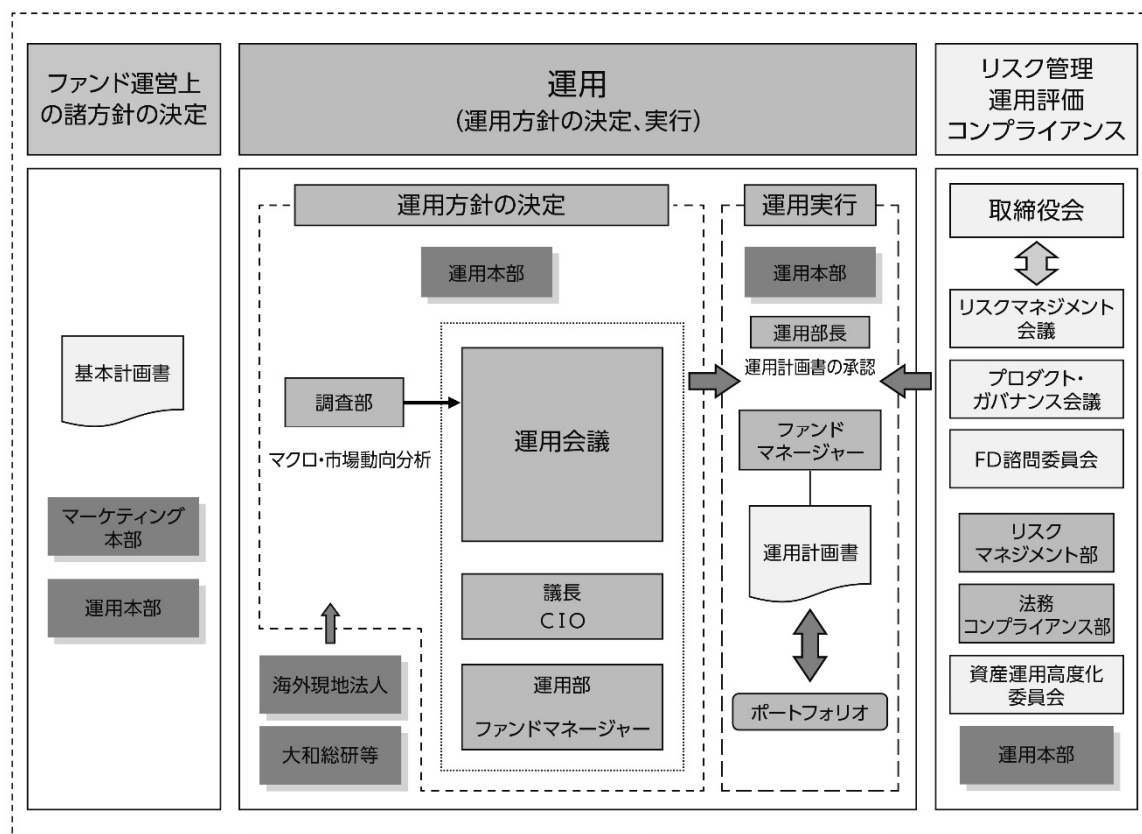 ファンド運営上
の諸方針の決定
基本計画書
マーケティング
本部
運用本部
運用
(運用方針の決定、実行)
運用方針の決定
運用本部
調査部
マクロ・市場動向分析
運用会議
議長
CIO
運用部
ファンドマネージャー
海外現地法人
大和総研等
運用実行
運用本部
運用部長
運用計画書の承認
ファンド
マネージャー
運用計画書
ポートフォリオ
リスク管理
運用評価
コンプライアンス
取締役会
リスクマネジメント
会議
プロダクト・
ガバナンス会議
FD諮問委員会
リスク
マネジメント部
法務
コンプライアンス部
資産運用高度化
委員会
運用本部